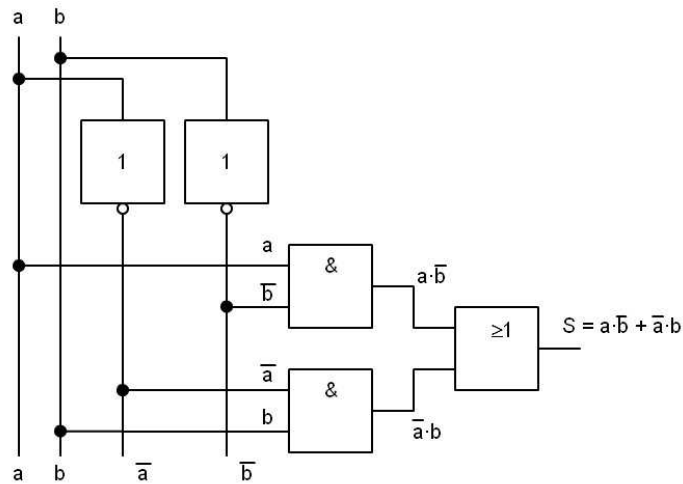 a b
1 1
a
&
a·b̅
b̅
≥1
S = a·b̅ + a̅·b
a̅
&
b
a̅·b
a b a̅ b̅